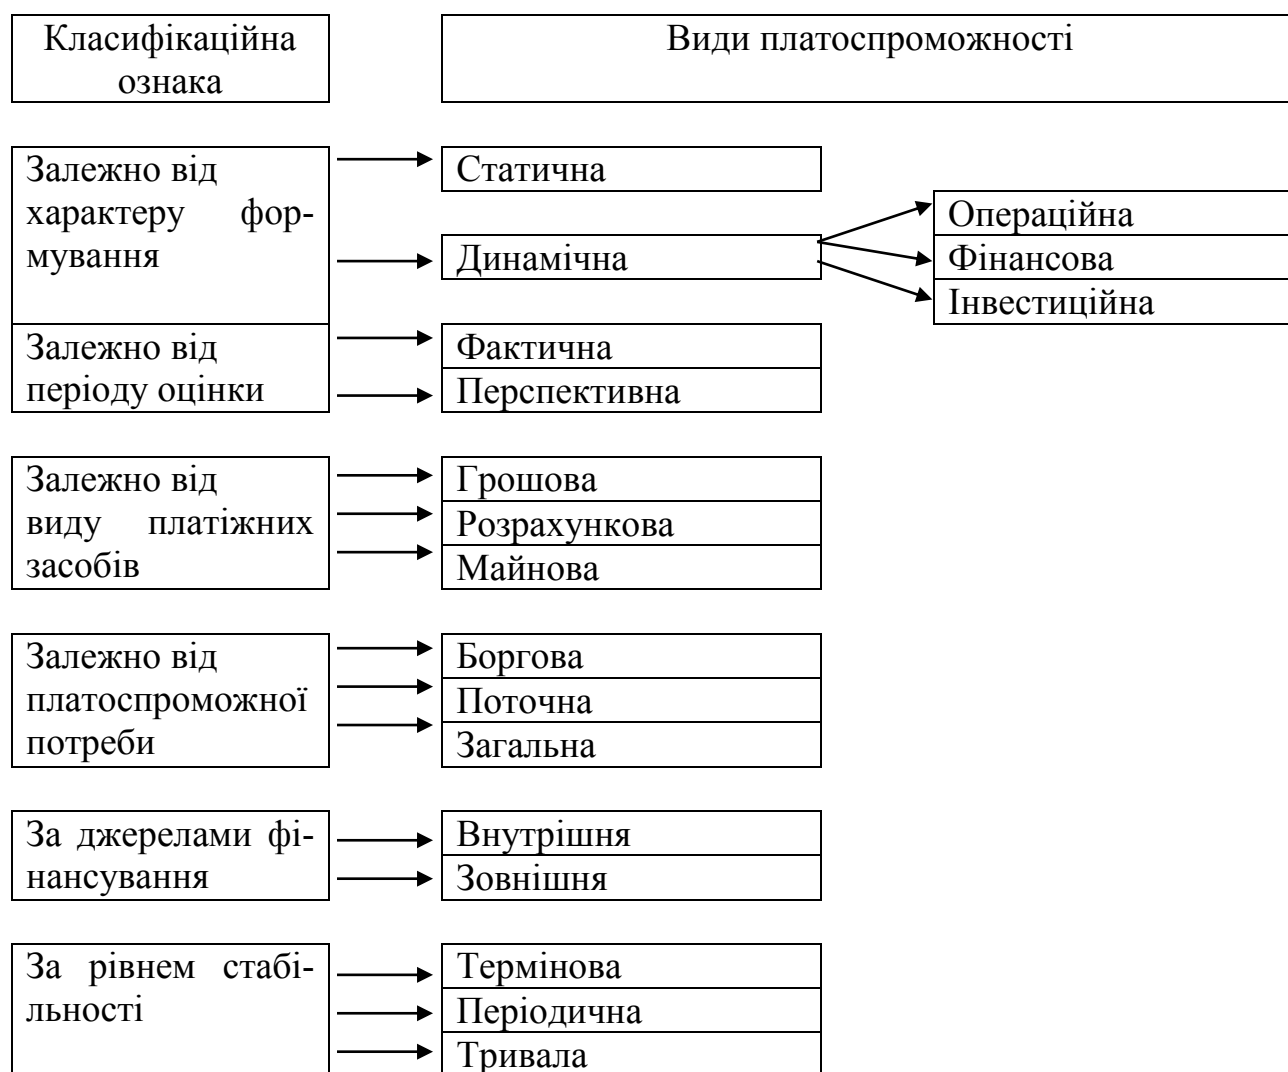 Класифікаційна
ознака
Види платоспроможності
Залежно від
характеру фор-
мування
Статична
Динамічна
Операційна
Фінансова
Інвестиційна
Залежно від
періоду оцінки
Фактична
Перспективна
Залежно від
виду платіжних
засобів
Грошова
Розрахункова
Майнова
Залежно від
платоспроможної
потреби
Боргова
Поточна
Загальна
За джерелами фі-
нансування
Внутрішня
Зовнішня
За рівнем стабі-
льності
Термінова
Періодична
Тривала